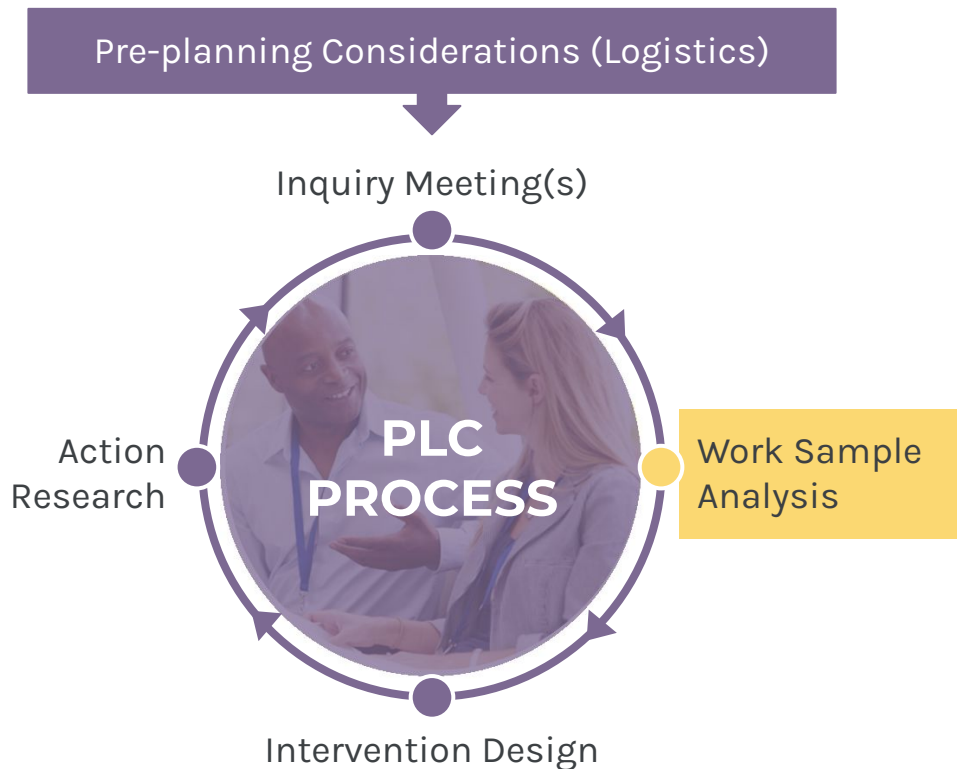 Pre-planning Considerations (Logistics)
Inquiry Meeting(s)
PLC
PROCESS
Action
Research
Work Sample
Analysis
Intervention Design